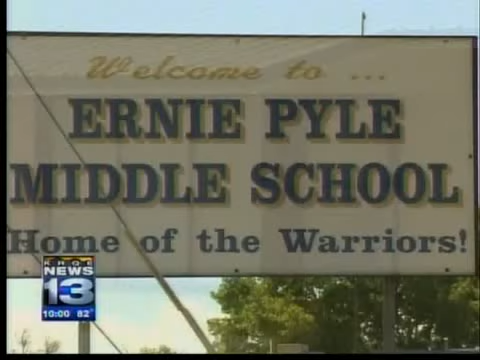 Welcome to ...
ERNIE PYLE
MIDDLE SCHOOL
Home of the Warriors!
KRQE
NEWS
13
10:00 82°